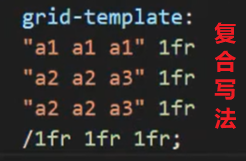 grid-template:
"a1 a1 a1" 1fr
"a2 a2 a3" 1fr
"a2 a2 a3" 1fr
/1fr 1fr 1fr;
复合写法